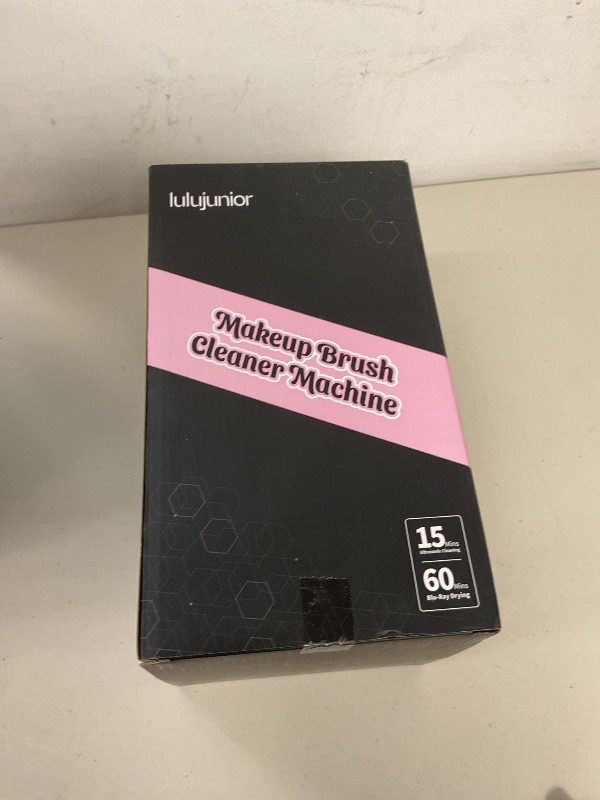 lulujunior
Makeup Brush
Cleaner Machine
15 Mins
Ultrasonic Cleaning
60 Mins
Blu-Ray Drying